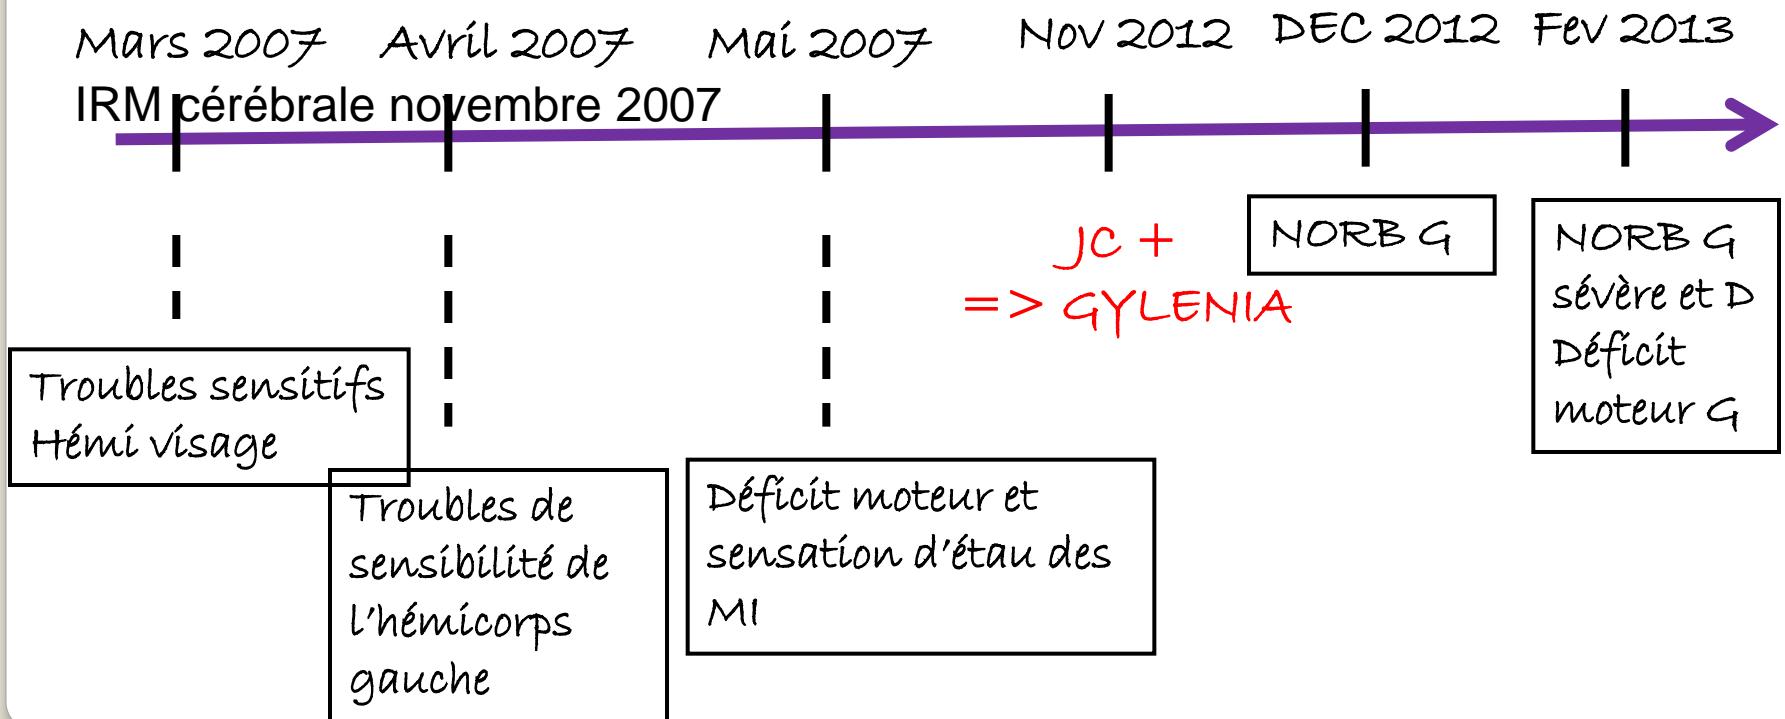 Mars 2007
Avril 2007
Mai 2007
Nov 2012
DEC 2012
Fev 2013
IRM cérébrale novembre 2007
JC +
=> GYLENIA
NORB G
NORB G
sévère et D
Déficit
moteur G
Troubles sensitifs
Hémi visage
Troubles de
sensibilité de
l'hémicorps
gauche
Déficit moteur et
sensation d'étau des
MI